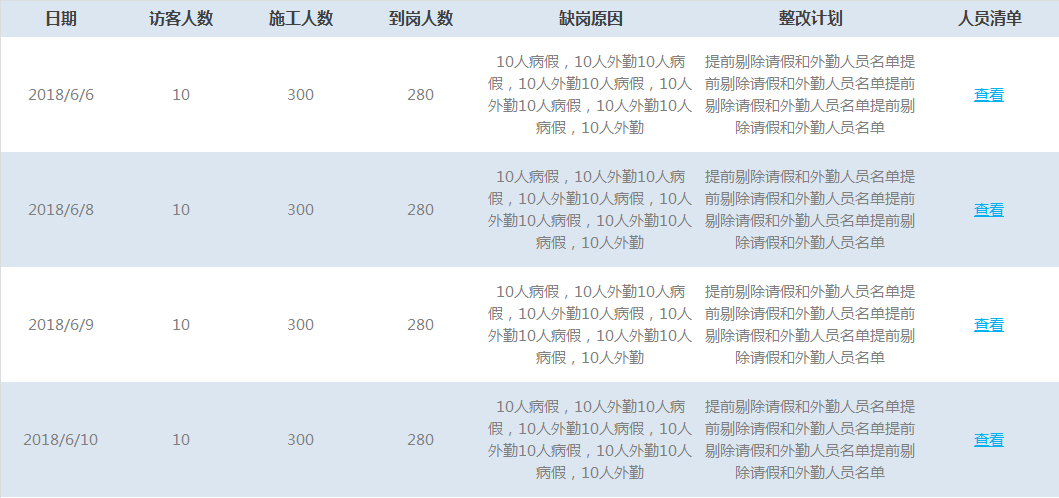 日期 访客人数 施工人数 到岗人数 缺岗原因 整改计划 人员清单
10人病假，10人外勤10人病 提前剔除请假和外勤人员名单提
假，10人外勤10人病假，10人 前剔除请假和外勤人员名单提前
2018/6/6 10 300 280 查看
外勤10人病假，10人外勤10人 剔除请假和外勤人员名单提前剔
病假，10人外勤 除请假和外勤人员名单
10人病假，10人外勤10人病 提前剔除请假和外勤人员名单提
假，10人外勤10人病假，10人 前剔除请假和外勤人员名单提前
2018/6/8 10 300 280 查看
外勤10人病假，10人外勤10人 剔除请假和外勤人员名单提前剔
病假，10人外勤 除请假和外勤人员名单
10人病假，10人外勤10人病 提前剔除请假和外勤人员名单提
假，10人外勤10人病假，10人 前剔除请假和外勤人员名单提前
2018/6/9 10 300 280 查看
外勤10人病假，10人外勤10人 剔除请假和外勤人员名单提前剔
病假，10人外勤 除请假和外勤人员名单
10人病假，10人外勤10人病 提前剔除请假和外勤人员名单提
假，10人外勤10人病假，10人 前剔除请假和外勤人员名单提前
2018/6/10 10 300 280 查看
外勤10人病假，10人外勤10人 剔除请假和外勤人员名单提前剔
病假，10人外勤 除请假和外勤人员名单